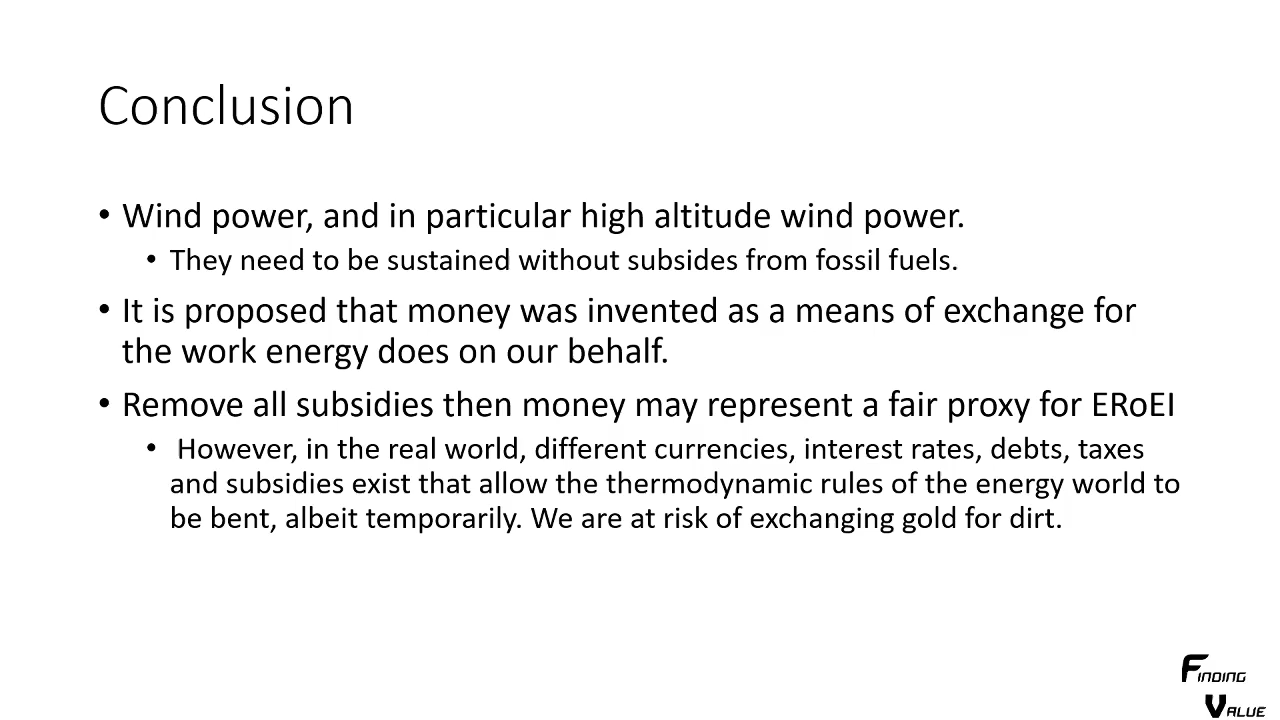 Conclusion
• Wind power, and in particular high altitude wind power.
• They need to be sustained without subsides from fossil fuels.
• It is proposed that money was invented as a means of exchange for
the work energy does on our behalf.
• Remove all subsidies then money may represent a fair proxy for ERoEI
• However, in the real world, different currencies, interest rates, debts, taxes
and subsidies exist that allow the thermodynamic rules of the energy world to
be bent, albeit temporarily. We are at risk of exchanging gold for dirt.
Finding
Value